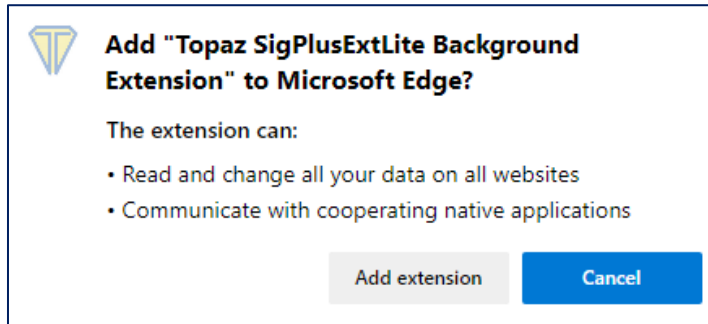 Add "Topaz SigPlusExtLite Background
Extension" to Microsoft Edge?
The extension can:
• Read and change all your data on all websites
• Communicate with cooperating native applications
Add extension
Cancel